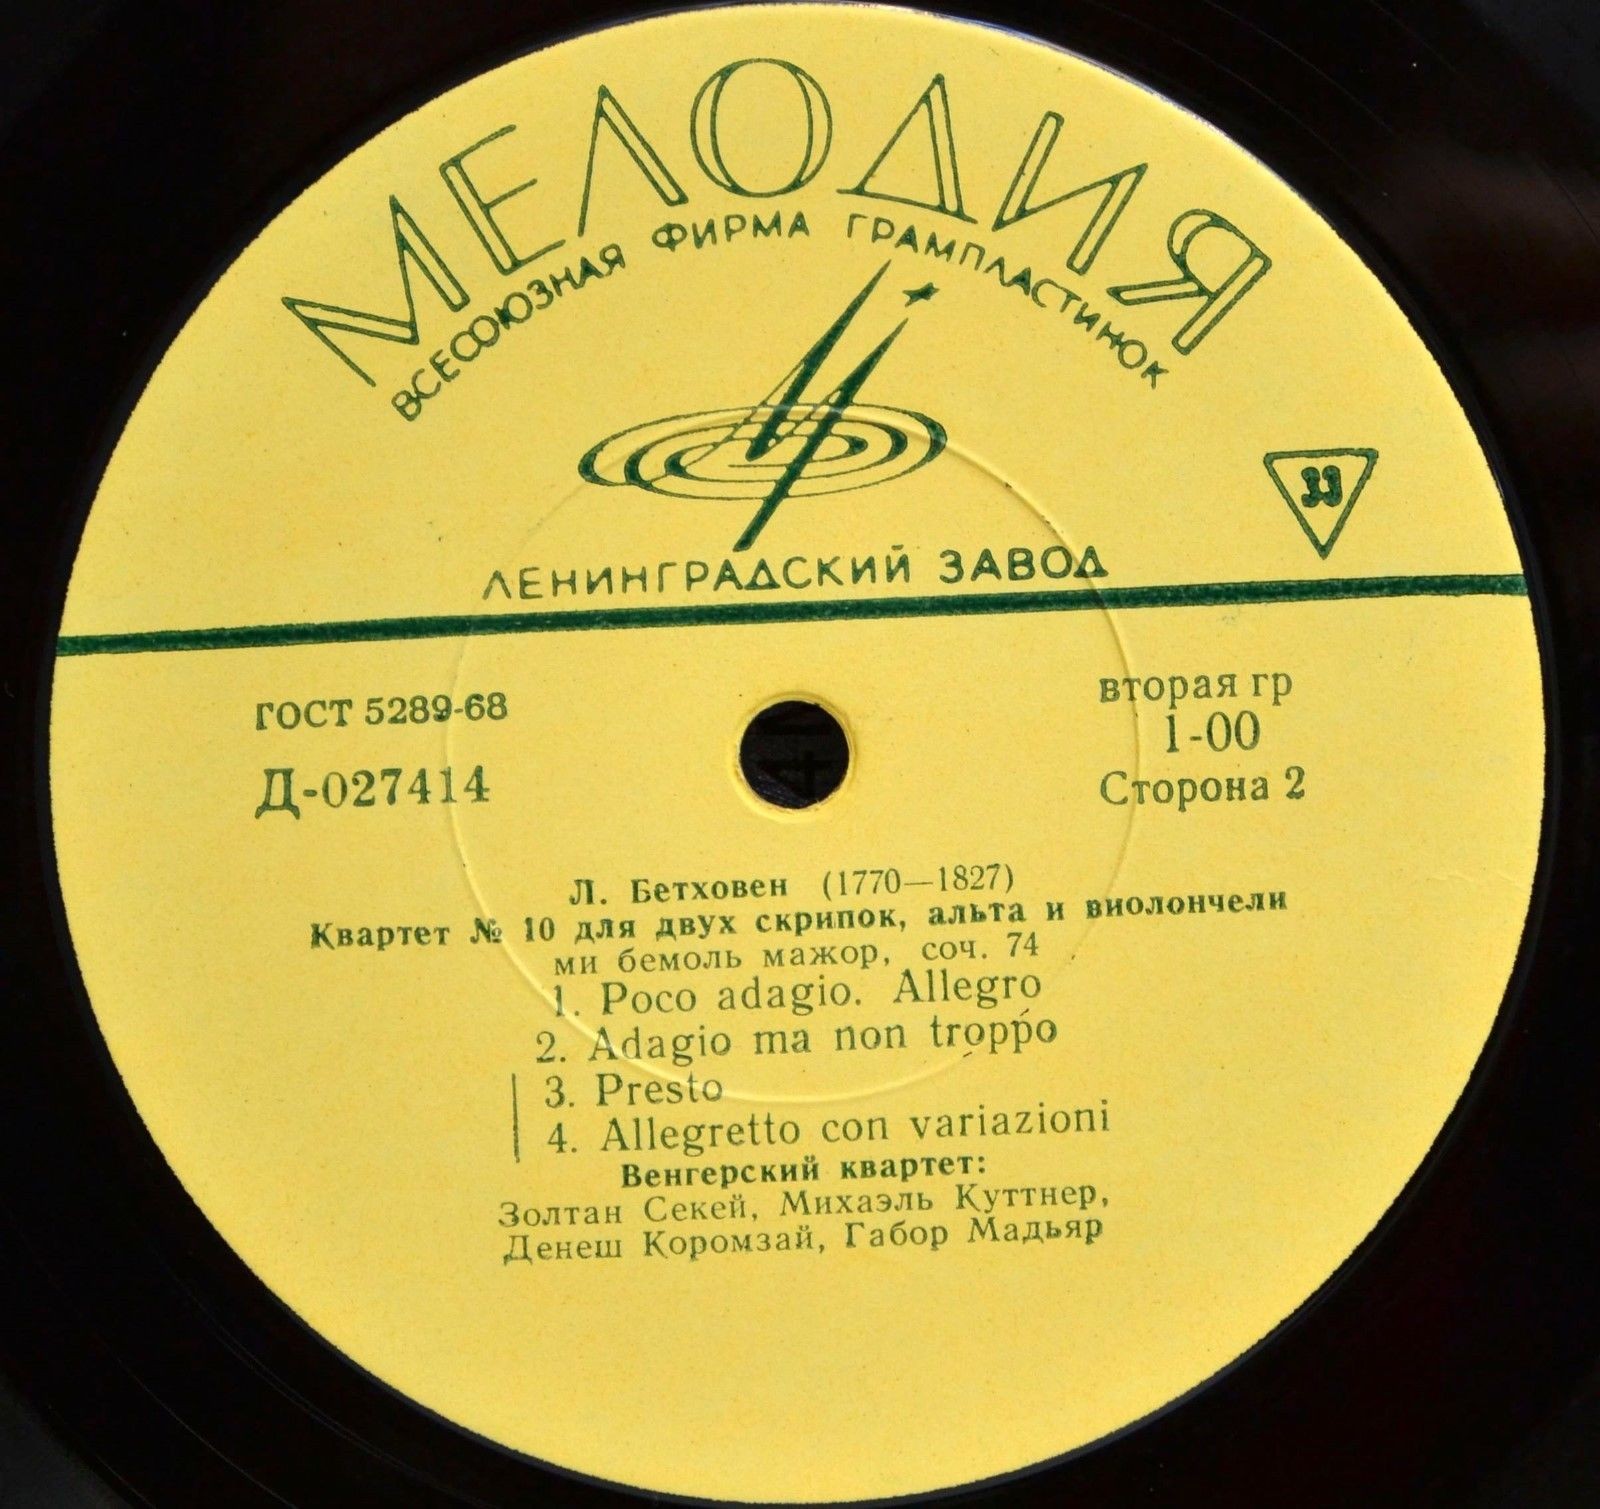 МЕЛОДИЯ
ВСЕСОЮЗНАЯ ФИРМА ГРАМПЛАСТИНОК
33
ЛЕНИНГРАДСКИЙ ЗАВОД
ГОСТ 5289-68
Д-027414
вторая гр
1-00
Сторона 2
Л. Бетховен (1770—1827)
Квартет № 10 для двух скрипок, альта и виолончели
ми бемоль мажор, соч. 74
1. Poco adagio. Allegro
2. Adagio ma non troppo
3. Presto
4. Allegretto con variazioni
Венгерский квартет:
Золтан Секей, Михаэль Куттнер,
Денеш Коромзай, Габор Мадьяр